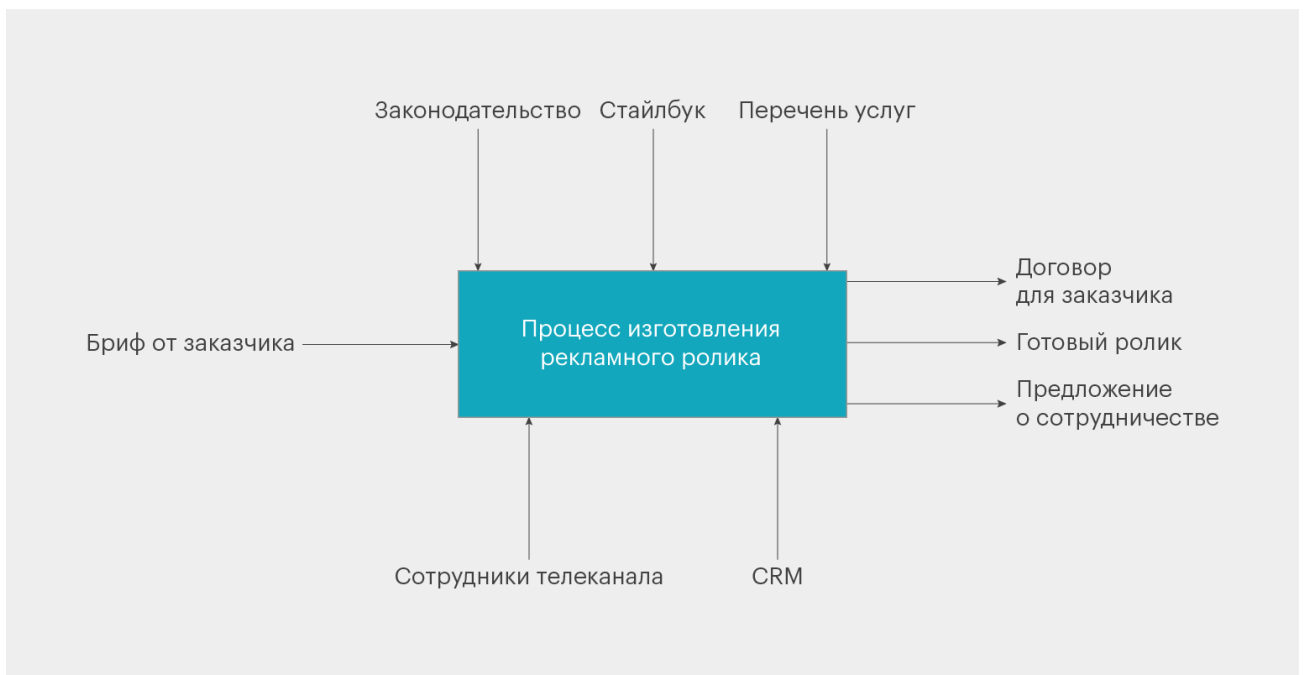 Законодательство Стайлбук Перечень услуг
Договор
для заказчика
Процесс изготовления
рекламного ролика
Бриф от заказчика
Готовый ролик
Предложение
о сотрудничестве
Сотрудники телеканала CRM